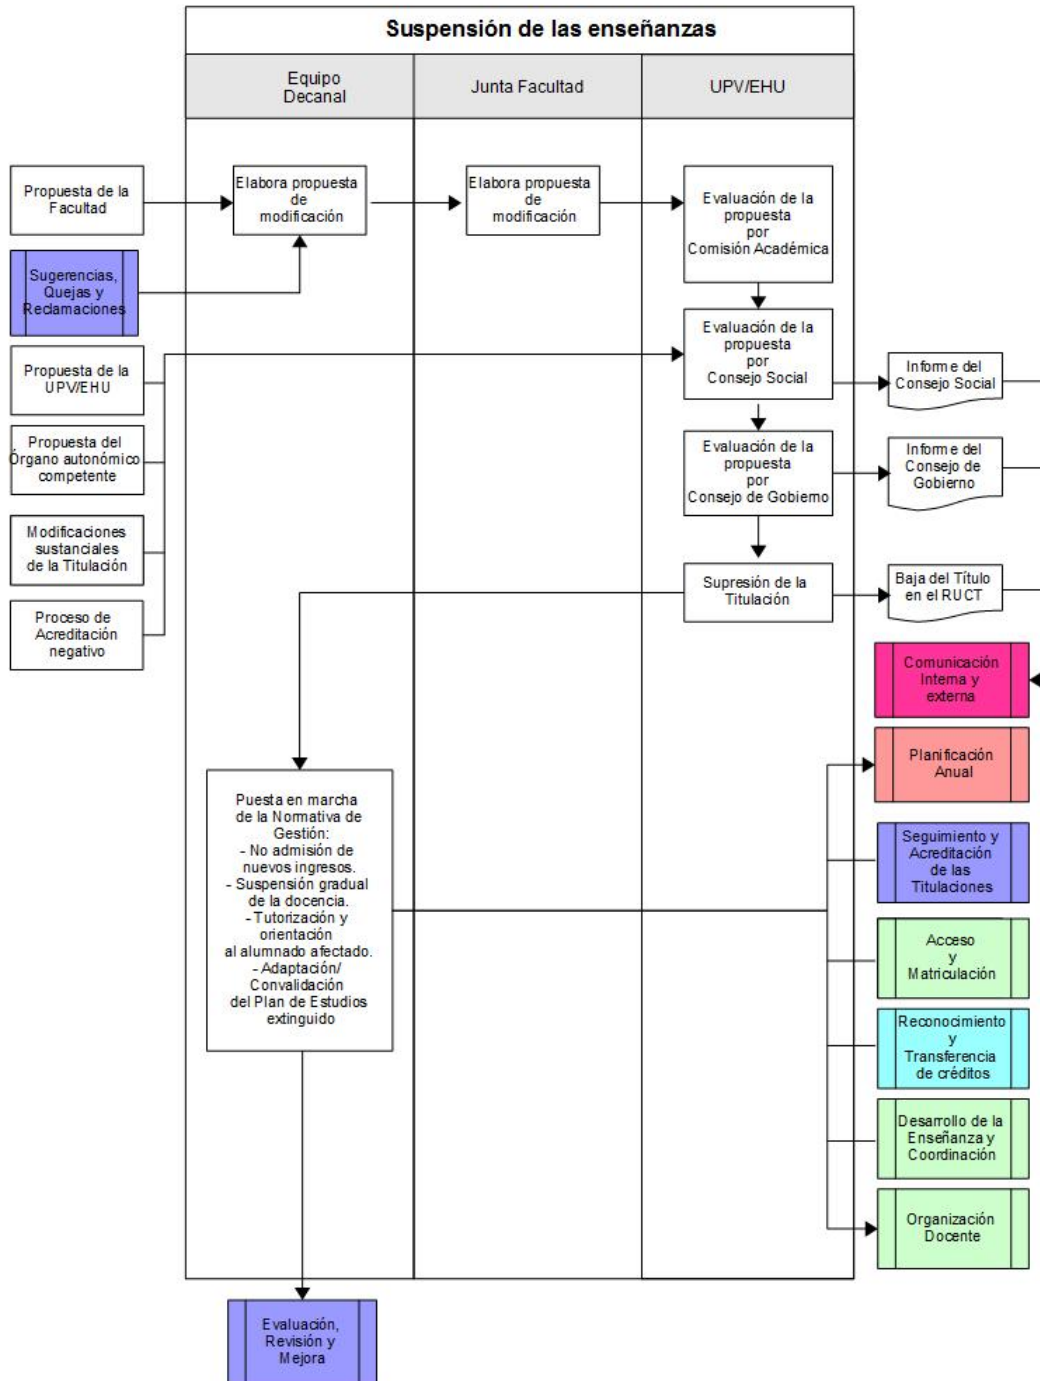 Suspensión de las enseñanzas
Equipo
Decanal
Junta Facultad
UPV/EHU
Propuesta de la
Facultad
Elabora propuesta
de
modificación
Elabora propuesta
de
modificación
Evaluación de la
propuesta
por
Comisión Académica
Sugerencias,
Quejas y
Reclamaciones
Propuesta de la
UPV/EHU
Evaluación de la
propuesta
por
Consejo Social
Informe del
Consejo Social
Propuesta del
Órgano autonómico
competente
Evaluación de la
propuesta
por
Consejo de Gobierno
Informe del
Consejo de
Gobierno
Modificaciones
sustanciales
de la Titulación
Supresión de la
Titulación
Baja del Título
en el RUCT
Proceso de
Acreditación
negativo
Comunicación
Interna y
externa
Planificación
Anual
Puesta en marcha
de la Normativa de
Gestión:
- No admisión de
nuevos ingresos.
- Suspensión gradual
de la docencia.
- Tutorización y
orientación
al alumnado afectado.
- Adaptación/
Convalidación
del Plan de Estudios
extinguido
Seguimiento y
Acreditación
de las
Titulaciones
Acceso
y
Matriculación
Reconocimiento
y
Transferencia
de créditos
Desarrollo de la
Enseñanza y
Coordinación
Organización
Docente
Evaluación,
Revisión y
Mejora